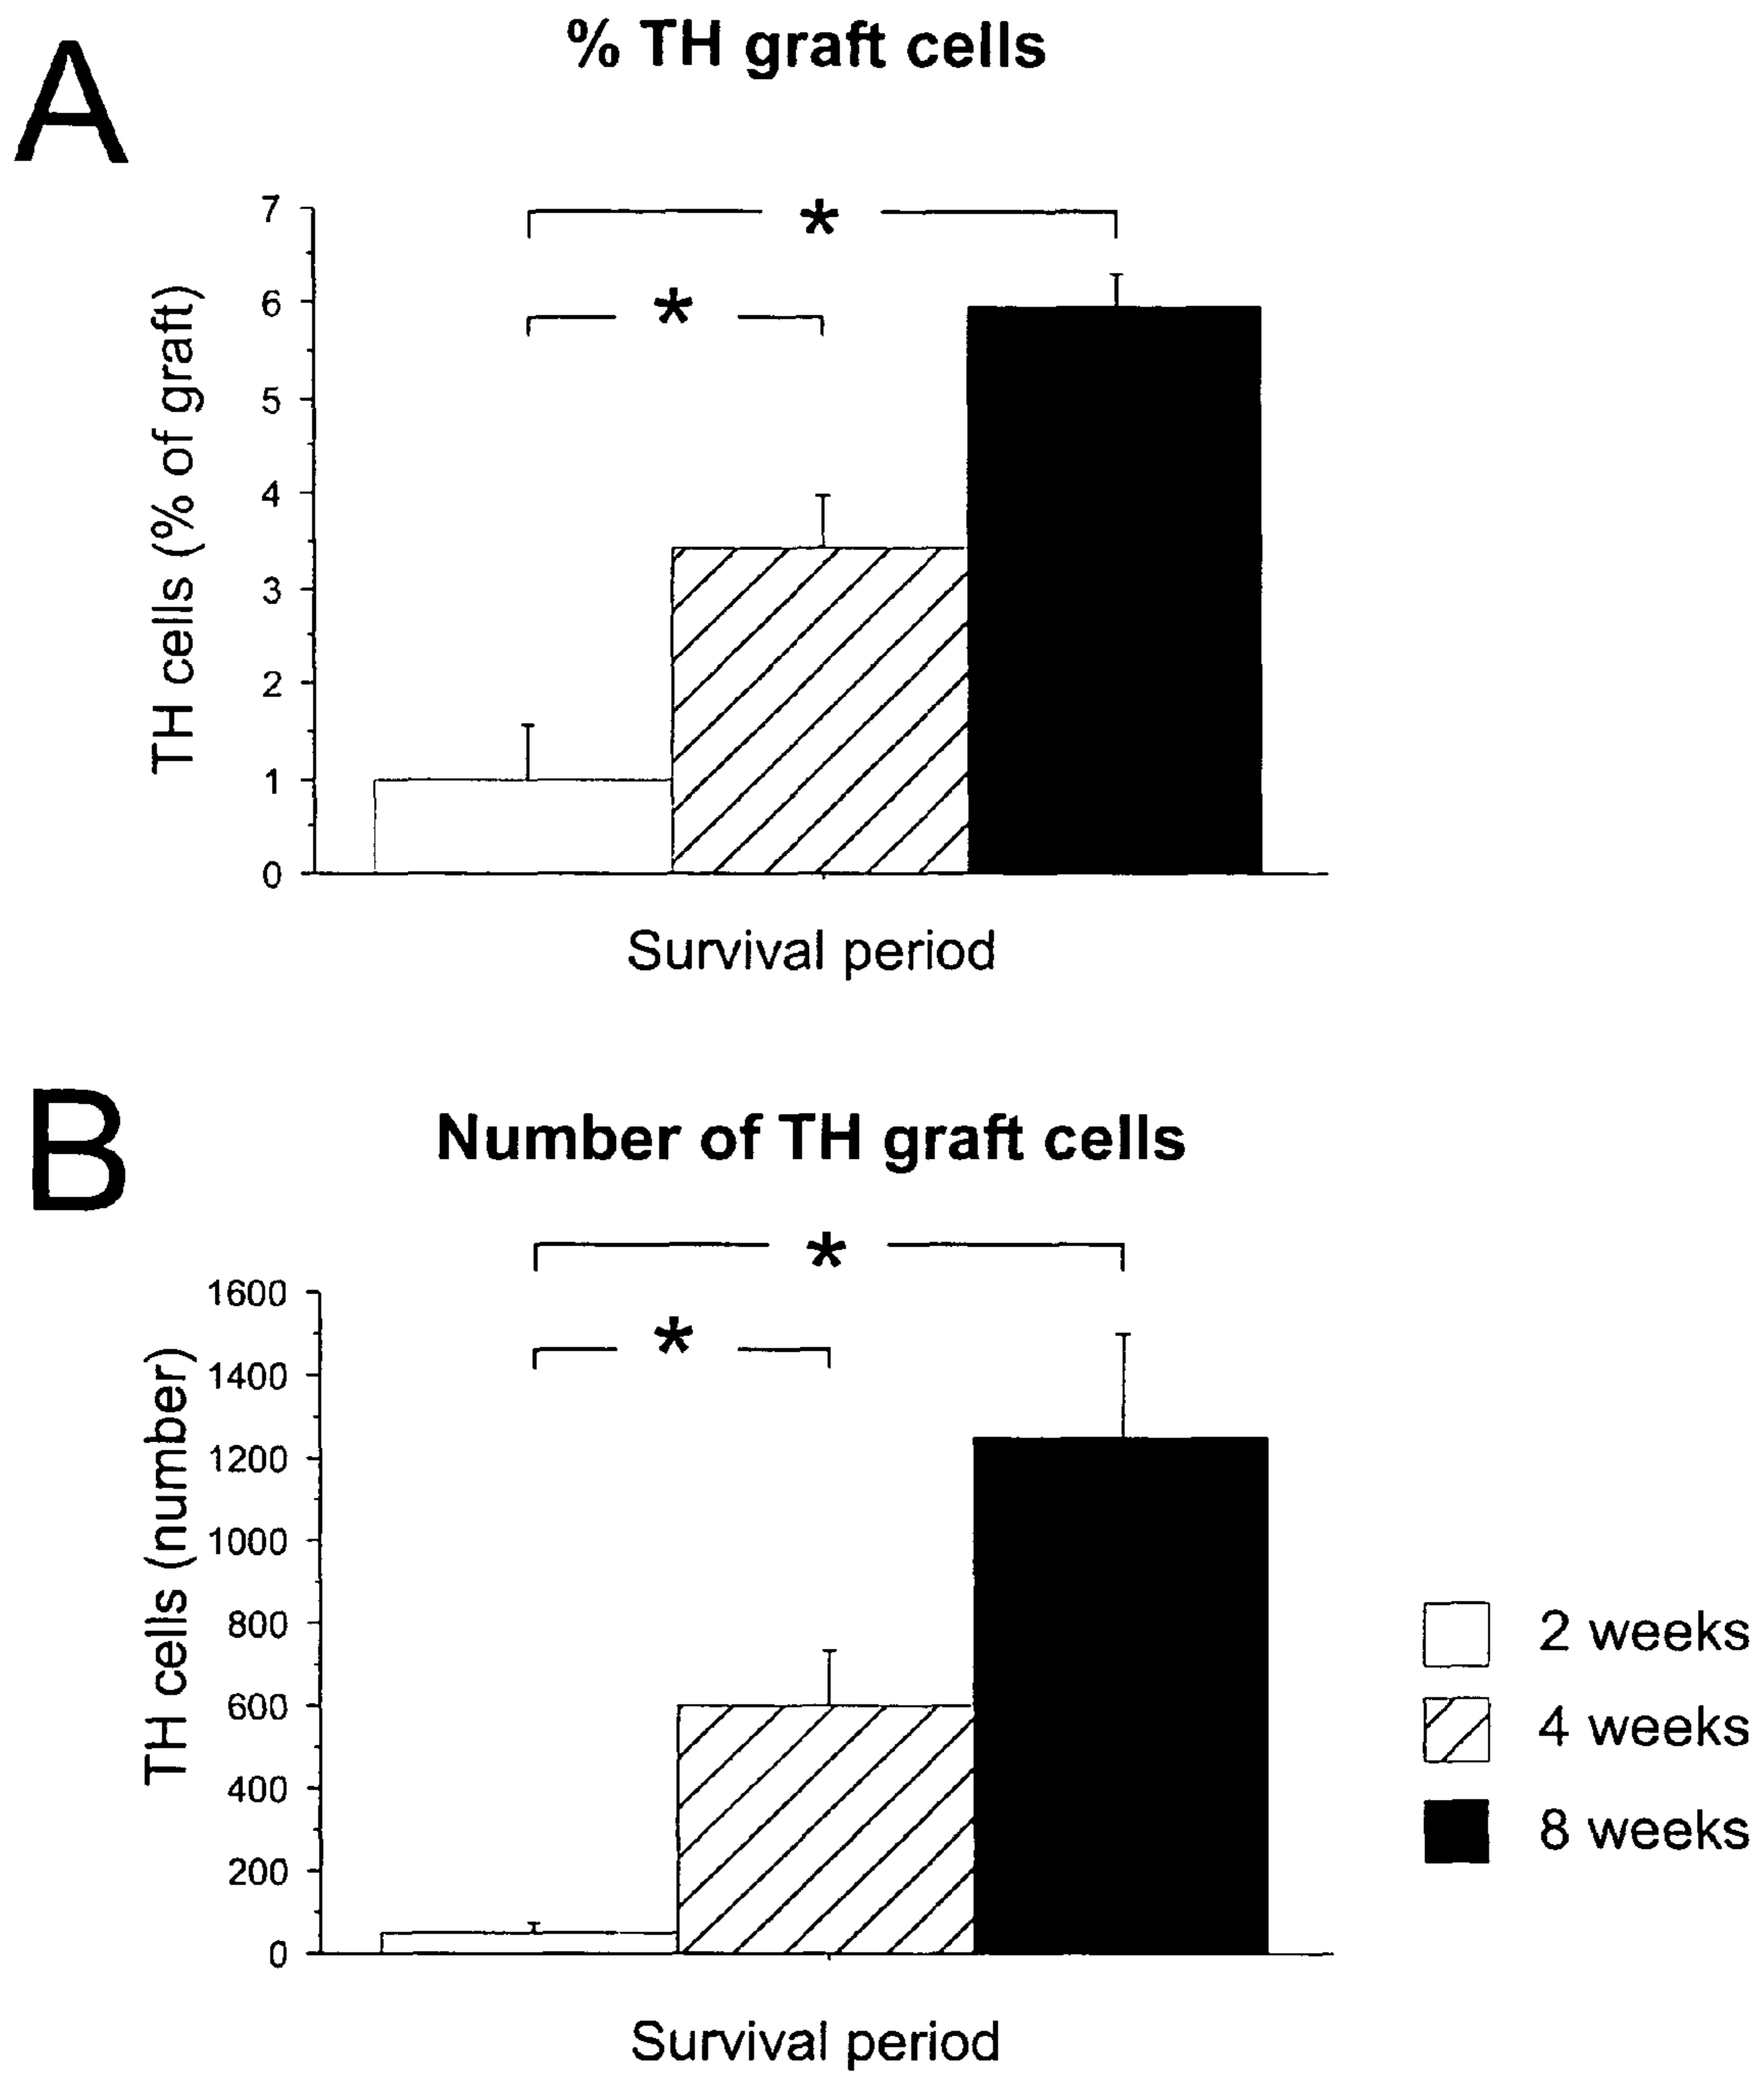 A
% TH graft cells
TH cells (% of graft)
7
6
5
4
3
2
1
0
*
*
Survival period
B
Number of TH graft cells
TH cells (number)
1600
1400
1200
1000
800
600
400
200
0
*
*
Survival period
2 weeks
4 weeks
8 weeks